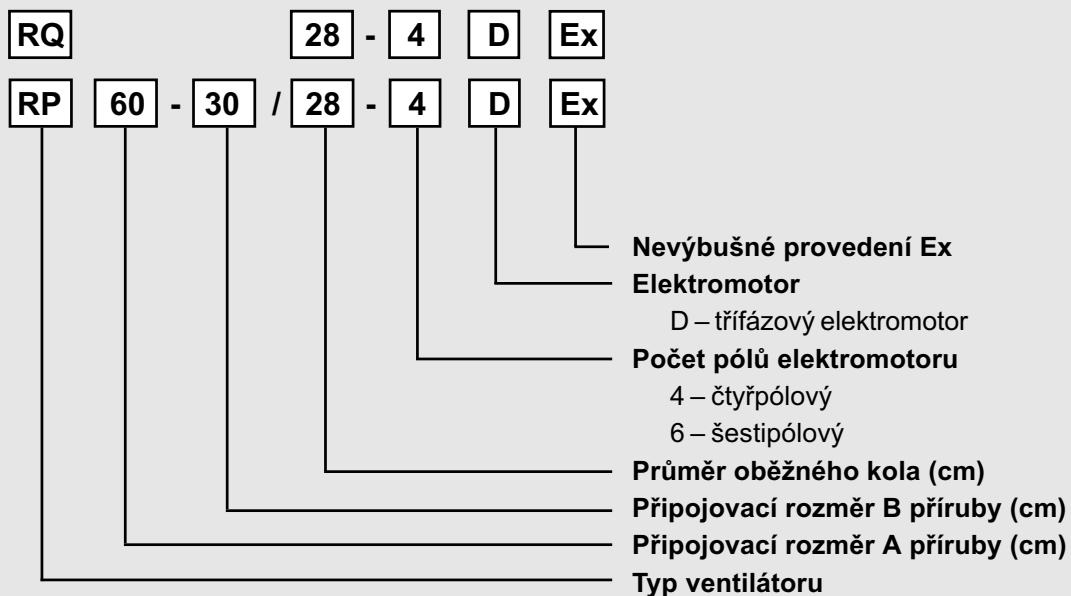 RQ 28 - 4 D Ex
RP 60 - 30 / 28 - 4 D Ex
Nevýbušné provedení Ex
Elektromotor
D – třífázový elektromotor
Počet pólů elektromotoru
4 – čtyřpólový
6 – šestipólový
Průměr oběžného kola (cm)
Připojovací rozměr B příruby (cm)
Připojovací rozměr A příruby (cm)
Typ ventilátoru